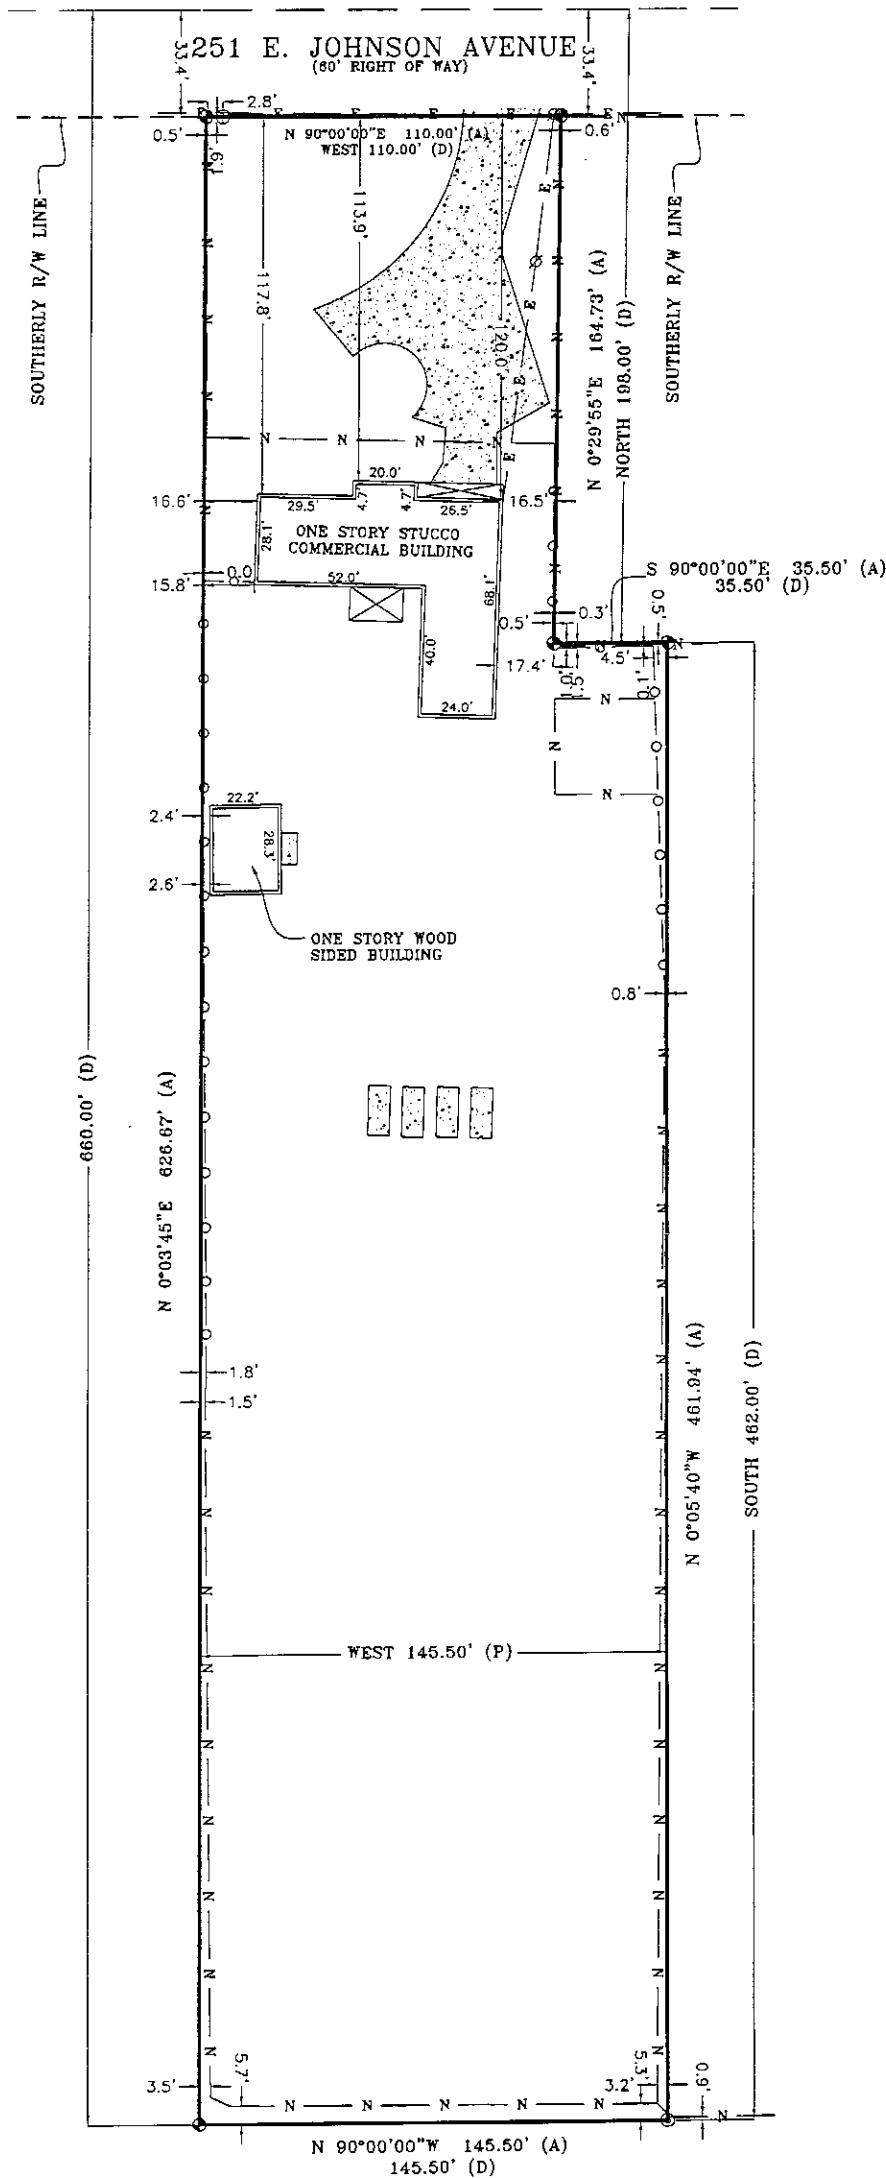 33.4'
251 E. JOHNSON AVENUE
(60' RIGHT OF WAY)
33.4'
2.8'
E E E E E E N
0.5'
1.9'
N 90°00'00"E 110.00' (A)
WEST 110.00' (D)
0.6'
SOUTHERLY R/W LINE
SOUTHERLY R/W LINE
117.8'
113.9'
120.0'
N 0°29'55"E 164.73' (A)
NORTH 198.00' (D)
N N N N
20.0'
16.6'
29.5'
4.7'
4.7'
26.5'
16.5'
28.1'
ONE STORY STUCCO
COMMERCIAL BUILDING
0.0'
15.8'
52.0'
68.1'
S 90°00'00"E 35.50' (A)
35.50' (D)
0.5'
0.3'
0.5'
40.0'
17.4'
4.5'
1.0'
1.5'
0.1'
24.0'
N
N
N
22.2'
2.4'
28.3'
2.6'
ONE STORY WOOD
SIDED BUILDING
0.8'
660.00' (D)
N 0°03'45"E 626.67' (A)
1.8'
1.5'
N 0°05'40"W 461.94' (A)
SOUTH 462.00' (D)
WEST 145.50' (P)
5.7'
5.3'
3.5'
3.2'
0.9'
N N N N N N
N 90°00'00"W 145.50' (A)
145.50' (D)